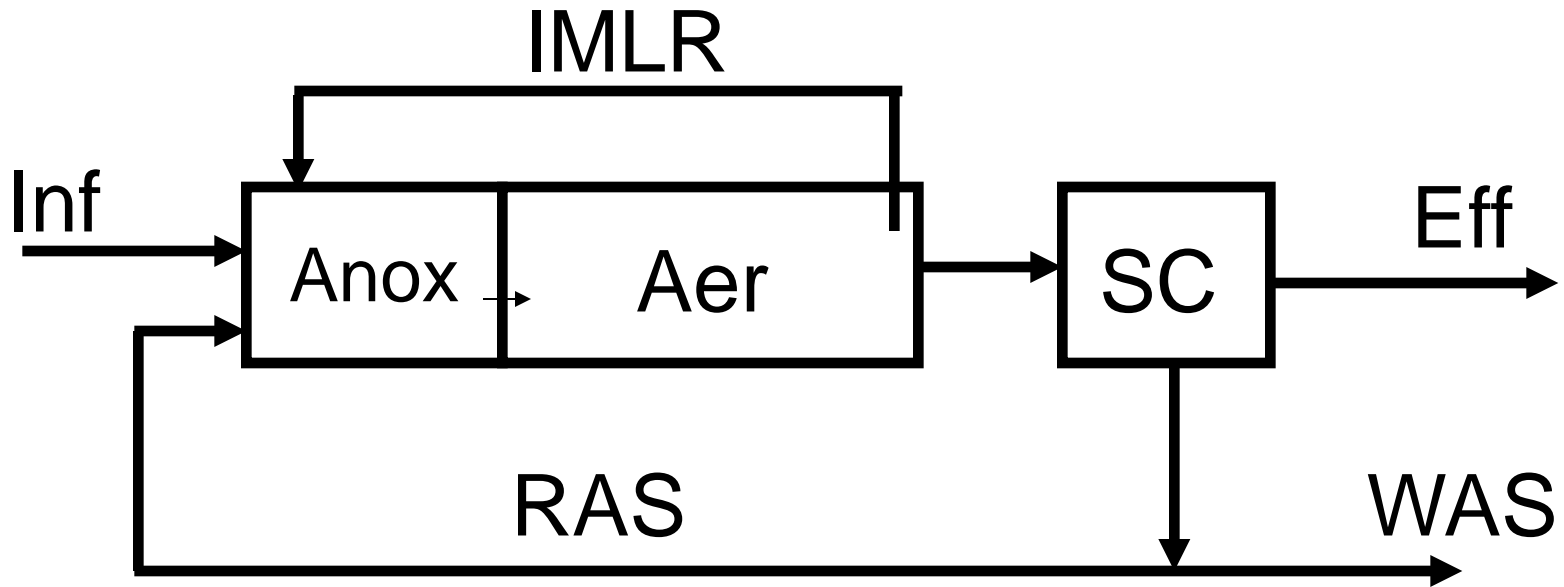 IMLR
Inf
Anox
Aer
SC
Eff
RAS
WAS